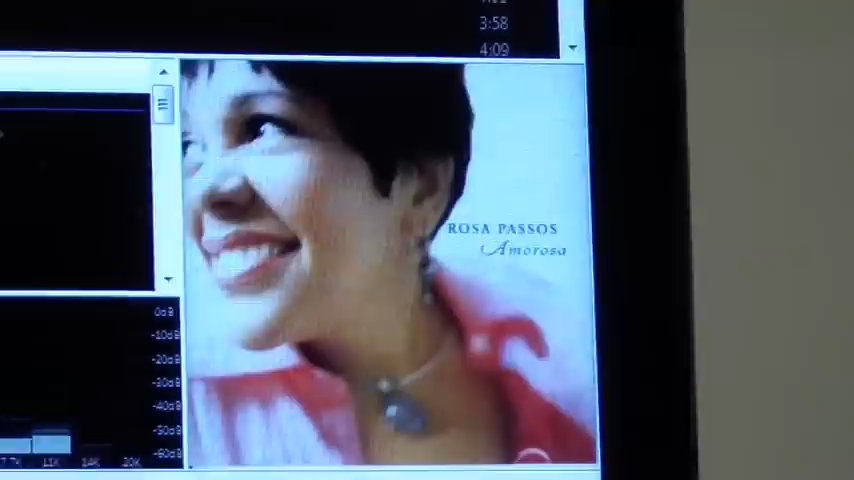 3:58
4:09
ROSA PASSOS
Amorosa
0dB
-10dB
-20dB
-30dB
-40dB
-50dB
-60dB
11K 14K 20K